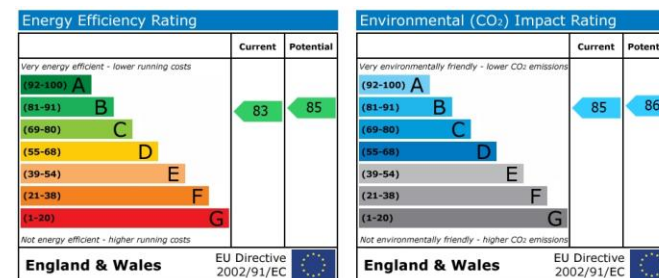 Energy Efficiency Rating
Current Potential
Very energy efficient - lower running costs
(92-100) A
(81-91) B
83 85
(69-80) C
(55-68) D
(39-54) E
(21-38) F
(1-20) G
Not energy efficient - higher running costs
England & Wales
EU Directive
2002/91/EC
Environmental (CO₂) Impact Rating
Current Potent
Very environmentally friendly - lower CO₂ emissions
(92-100) A
(81-91) B
85 86
(69-80) C
(55-68) D
(39-54) E
(21-38) F
(1-20) G
Not environmentally friendly - higher CO₂ emissions
England & Wales
EU Directive
2002/91/EC